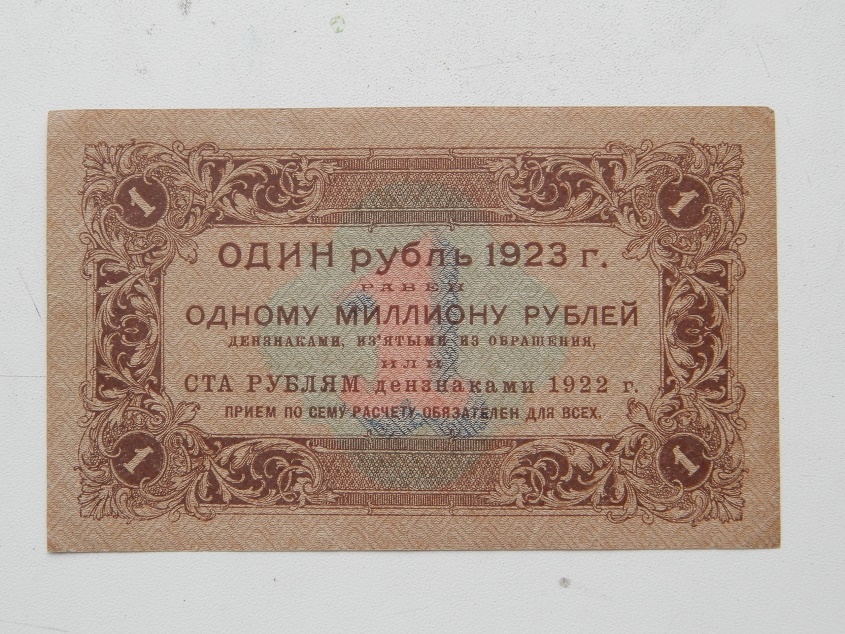 1 1
ОДИН рубль 1923 г.
РАВЕН
ОДНОМУ МИЛЛИОНУ РУБЛЕЙ
ДЕНЗНАКАМИ, ИЗ'ЯТЫМИ ИЗ ОБРАЩЕНИЯ,
ИЛИ
СТА РУБЛЯМ дензнаками 1922 г.
ПРИЕМ ПО СЕМУ РАСЧЕТУ ОБЯЗАТЕЛЕН ДЛЯ ВСЕХ.
1
1 1